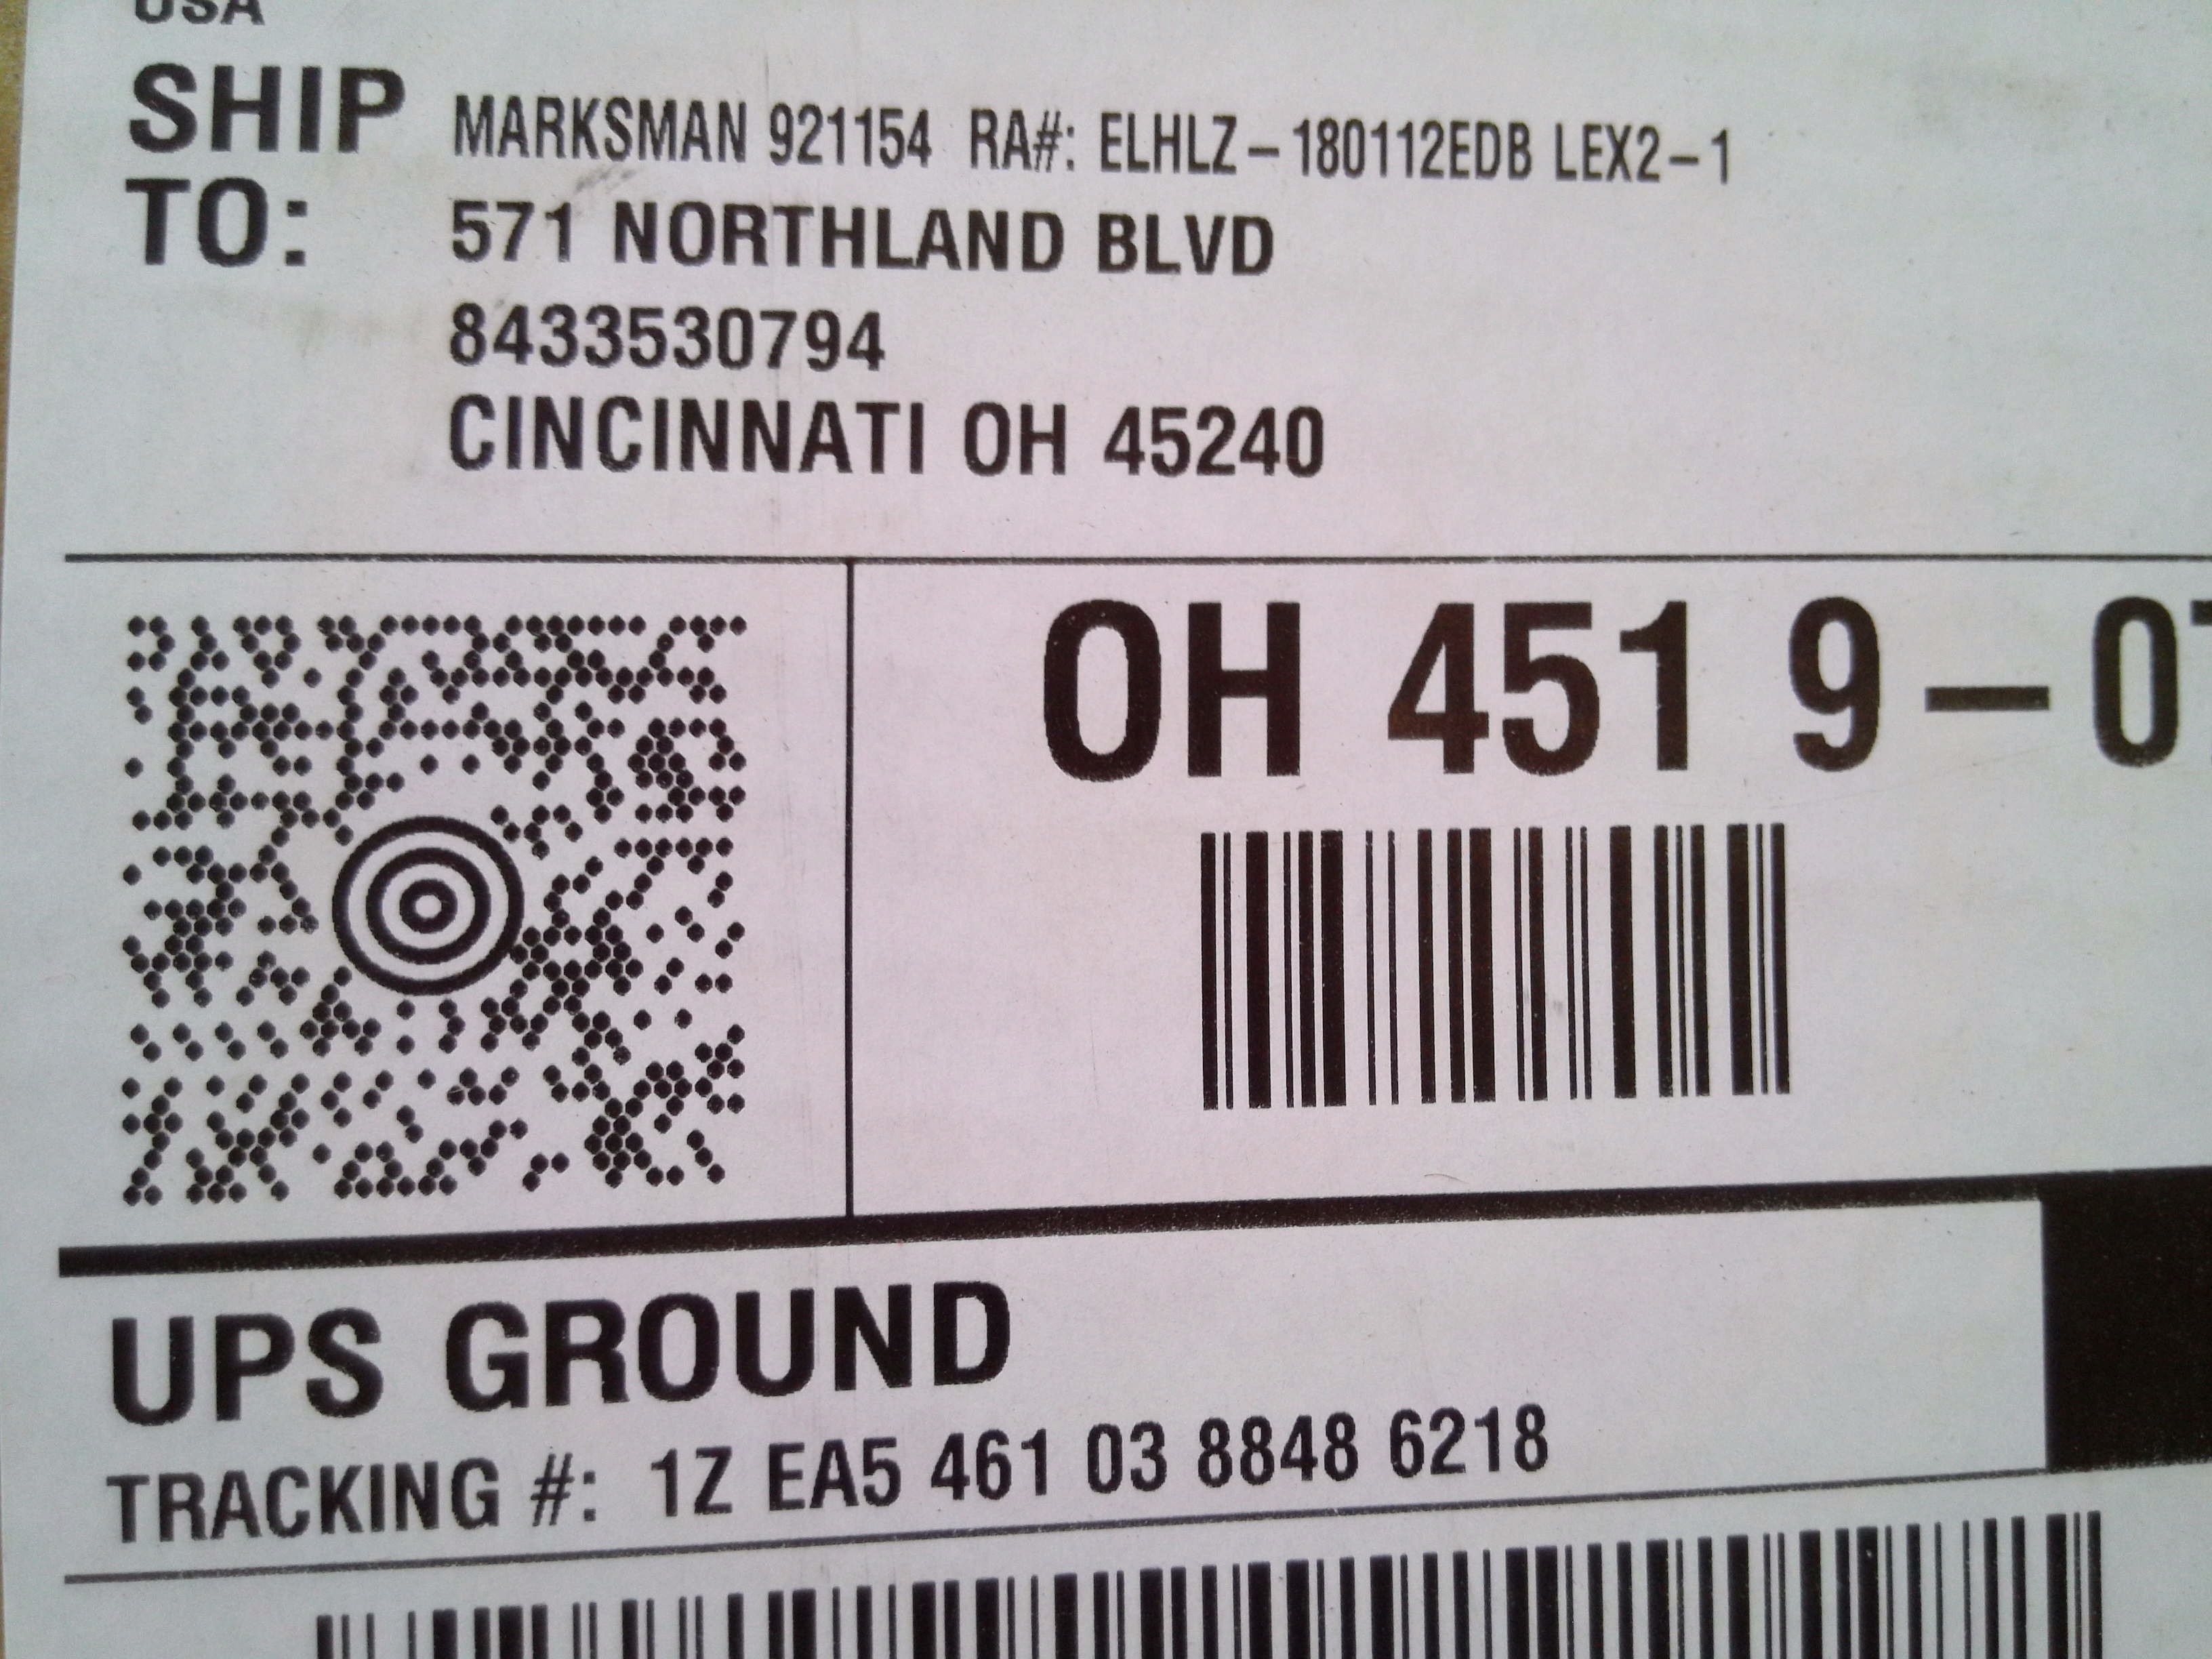 USA
SHIP TO:
MARKSMAN 921154 RA#: ELHLZ-180112EDB LEX2-1
571 NORTHLAND BLVD
8433530794
CINCINNATI OH 45240
OH 451 9-0
UPS GROUND
TRACKING #: 1Z EA5 461 03 8848 6218